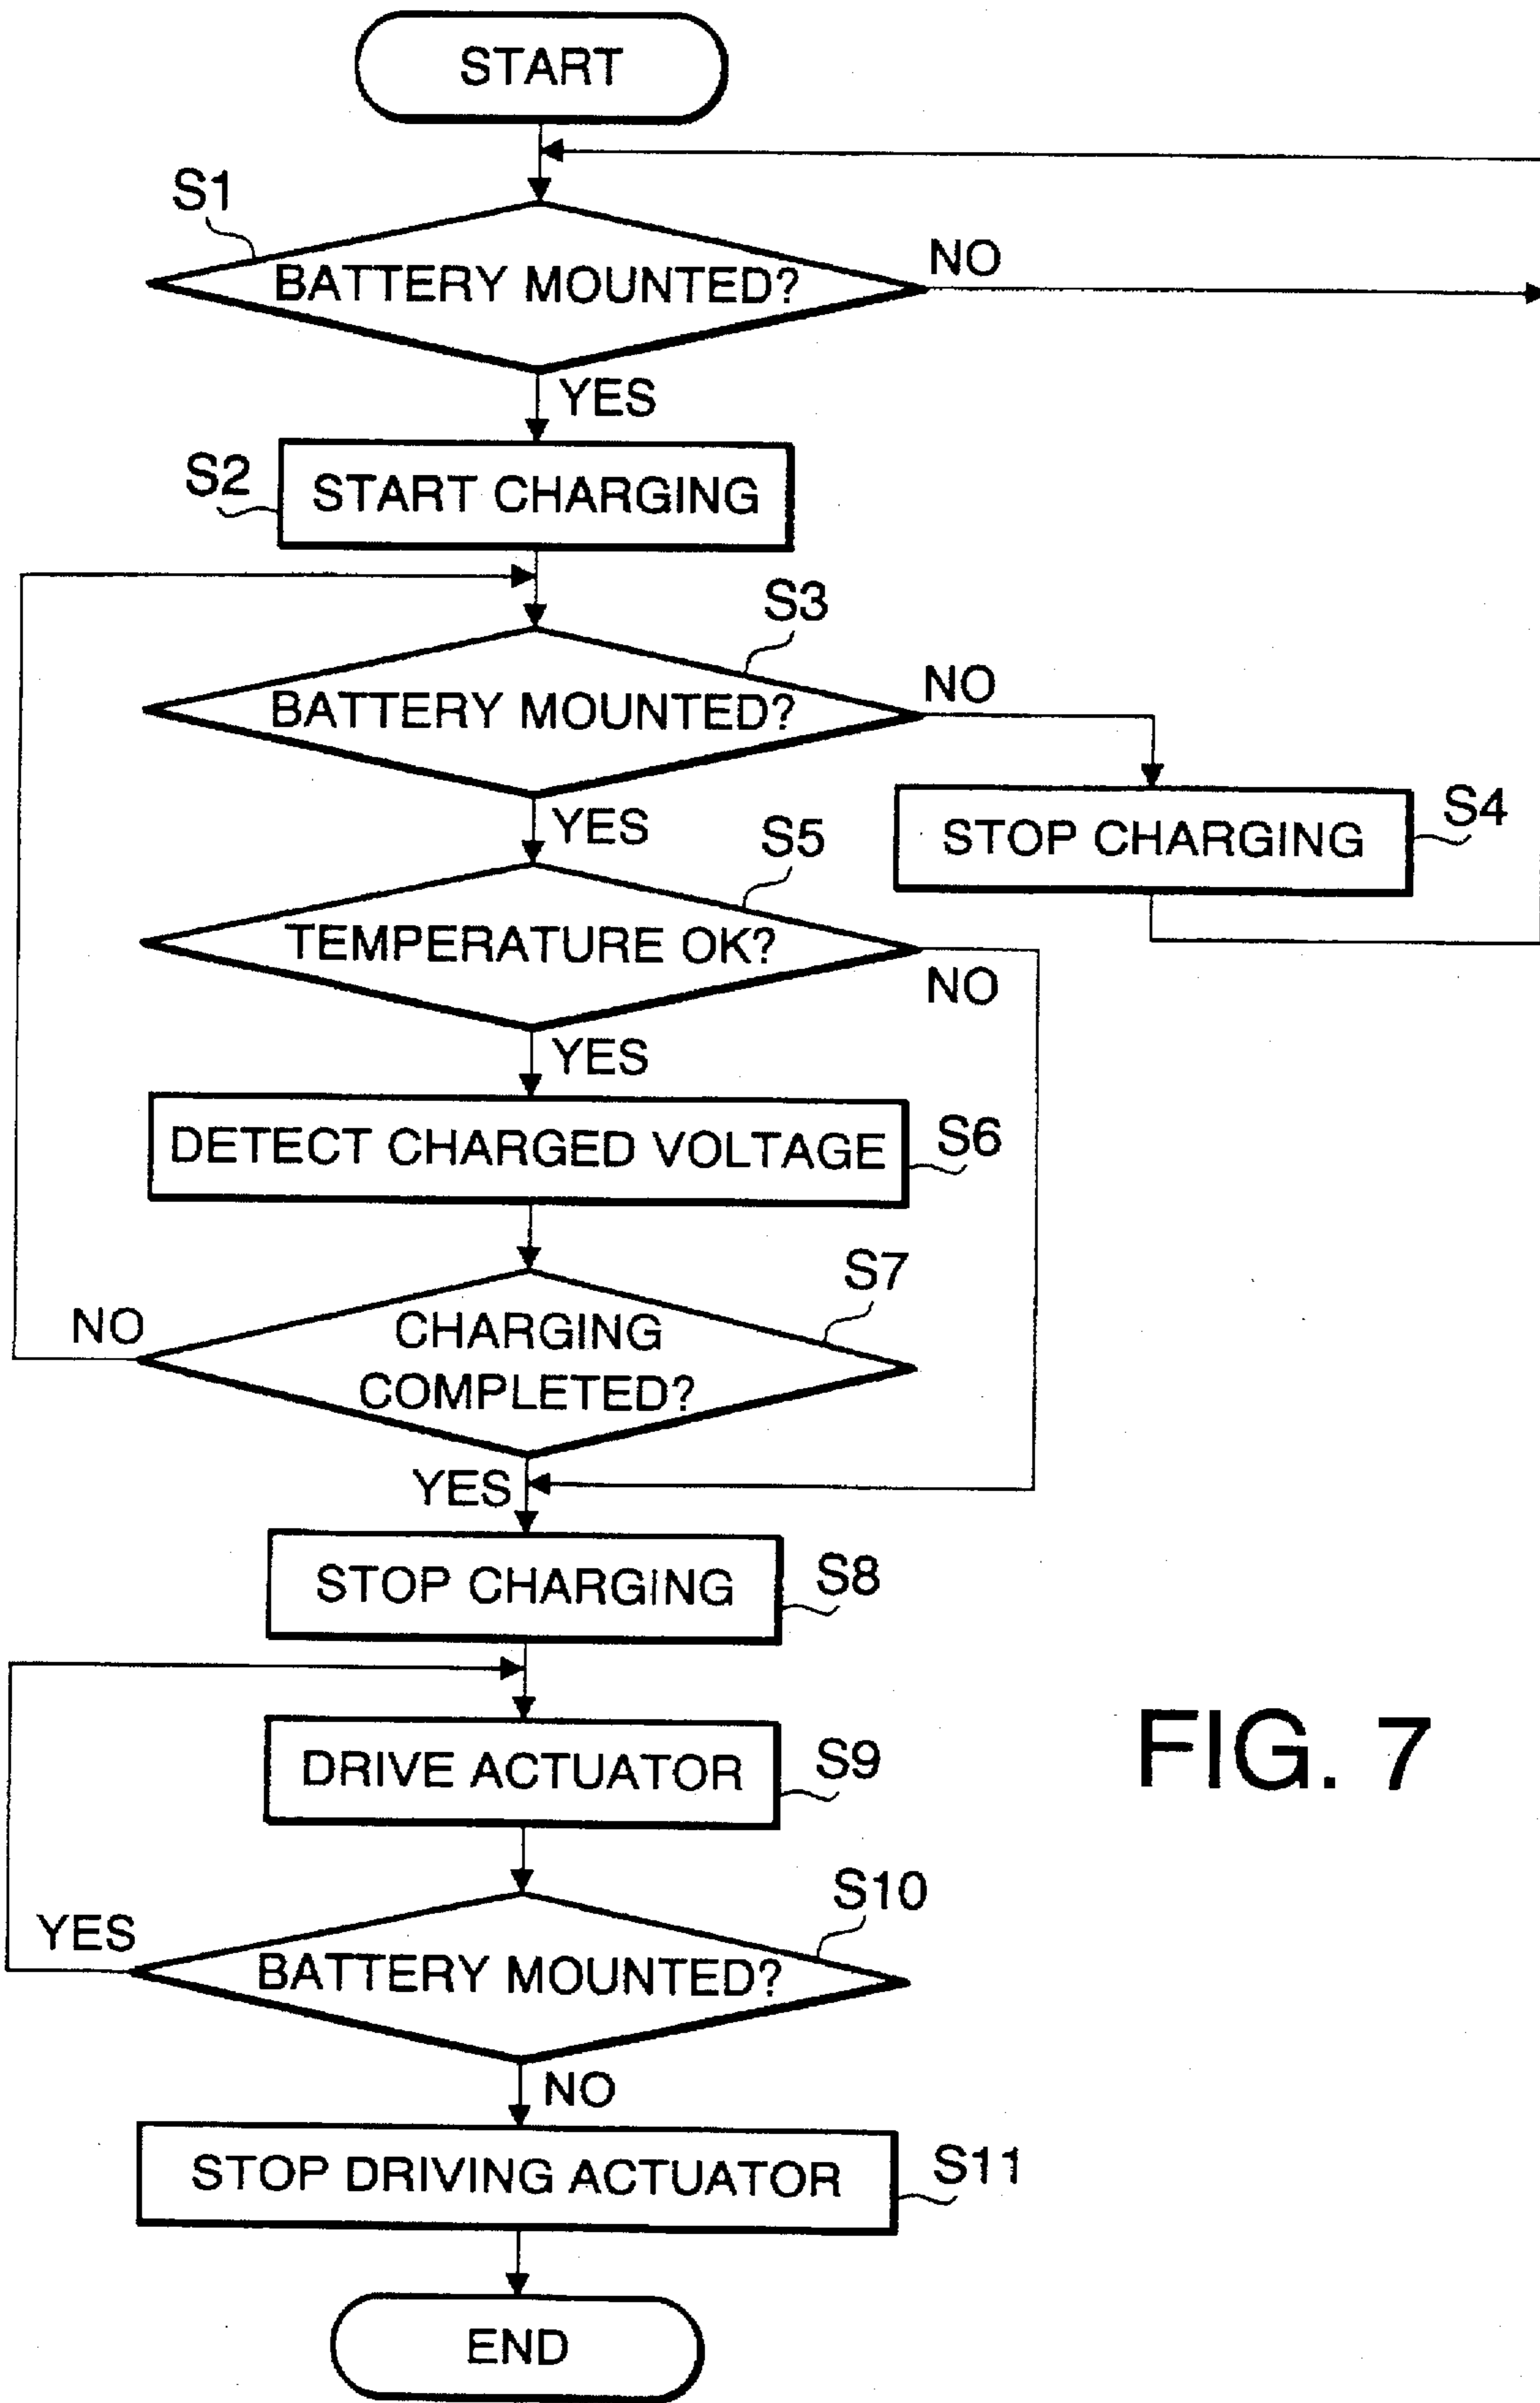 START
S1
BATTERY MOUNTED?
NO
YES
S2
START CHARGING
S3
BATTERY MOUNTED?
NO
YES
S4
STOP CHARGING
S5
TEMPERATURE OK?
NO
YES
DETECT CHARGED VOLTAGE
S6
S7
CHARGING
COMPLETED?
NO
YES
STOP CHARGING
S8
DRIVE ACTUATOR
S9
FIG. 7
S10
YES
BATTERY MOUNTED?
NO
STOP DRIVING ACTUATOR
S11
END